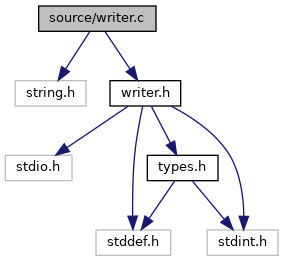 source/writer.c
string.h
writer.h
stdio.h
types.h
stddef.h
stdint.h